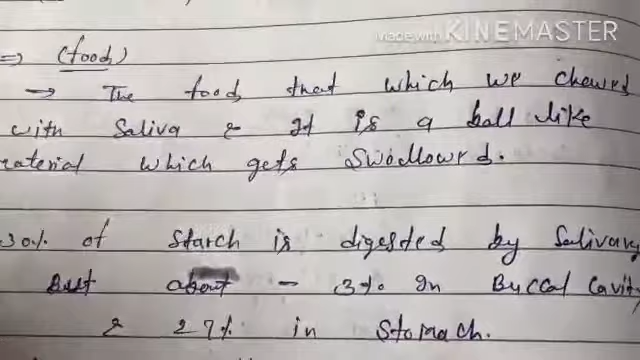 made with KINEMASTER
⇒ (food)
→ The food that which we chewed
with Saliva & It is a ball like
material which gets Swollowed.
30% of Starch is digested by Salivary
But about - 3% In Buccal Cavity
& 27% in Stomach.